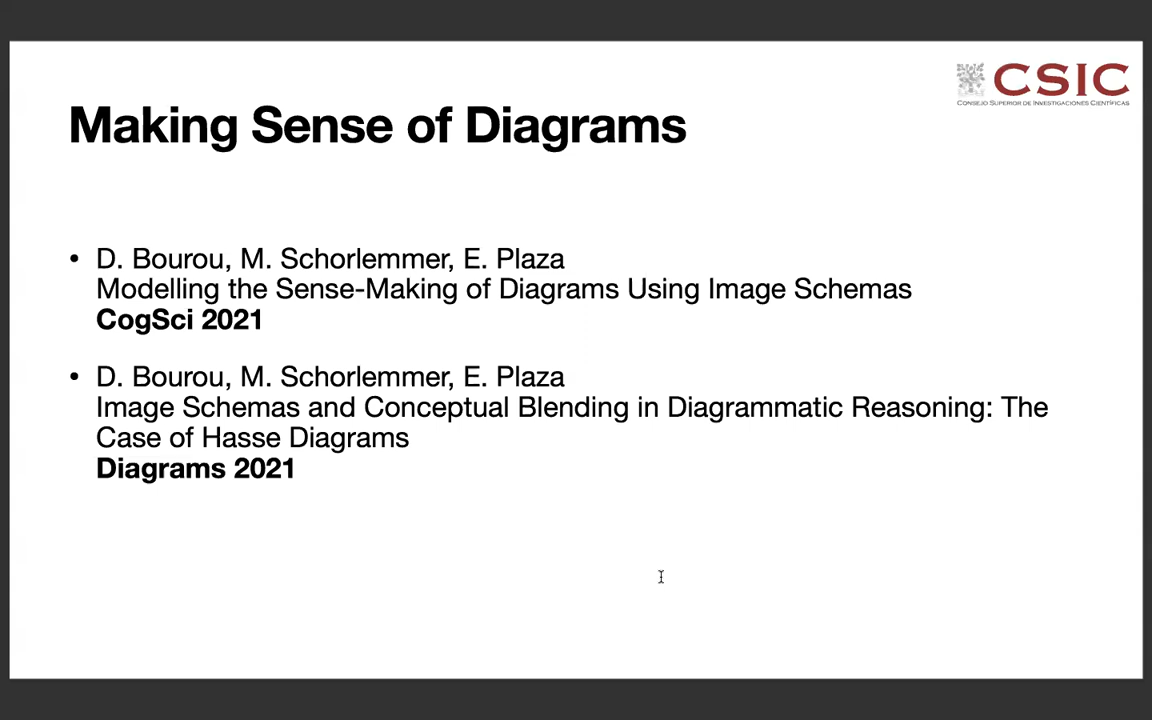 CSIC
CONSEJO SUPERIOR DE INVESTIGACIONES CIENTÍFICAS
Making Sense of Diagrams
• D. Bourou, M. Schorlemmer, E. Plaza
Modelling the Sense-Making of Diagrams Using Image Schemas
CogSci 2021
• D. Bourou, M. Schorlemmer, E. Plaza
Image Schemas and Conceptual Blending in Diagrammatic Reasoning: The
Case of Hasse Diagrams
Diagrams 2021